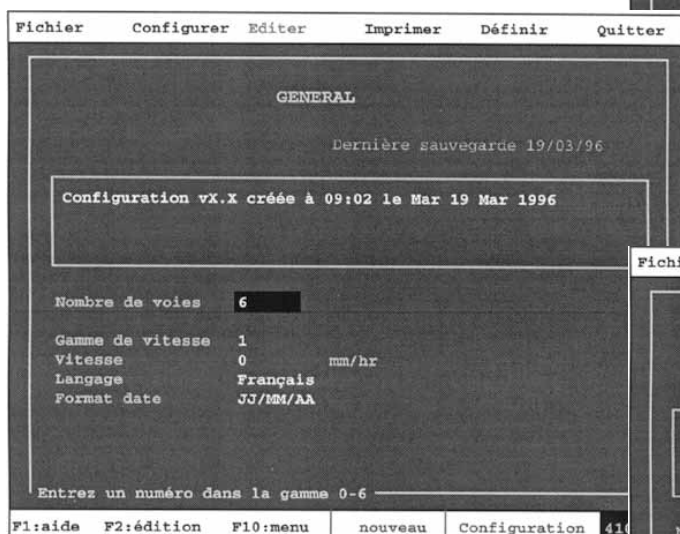 Fichier Configurer Editer Imprimer Définir Quitter
GENERAL
Dernière sauvegarde 19/03/96
Configuration vX.X créée à 09:02 le Mar 19 Mar 1996
Nombre de voies 6
Gamme de vitesse 1
Vitesse 0 mm/hr
Langage Français
Format date JJ/MM/AA
Entrez un numéro dans la gamme 0-6
F1:aide F2:édition F10:menu nouveau Configuration